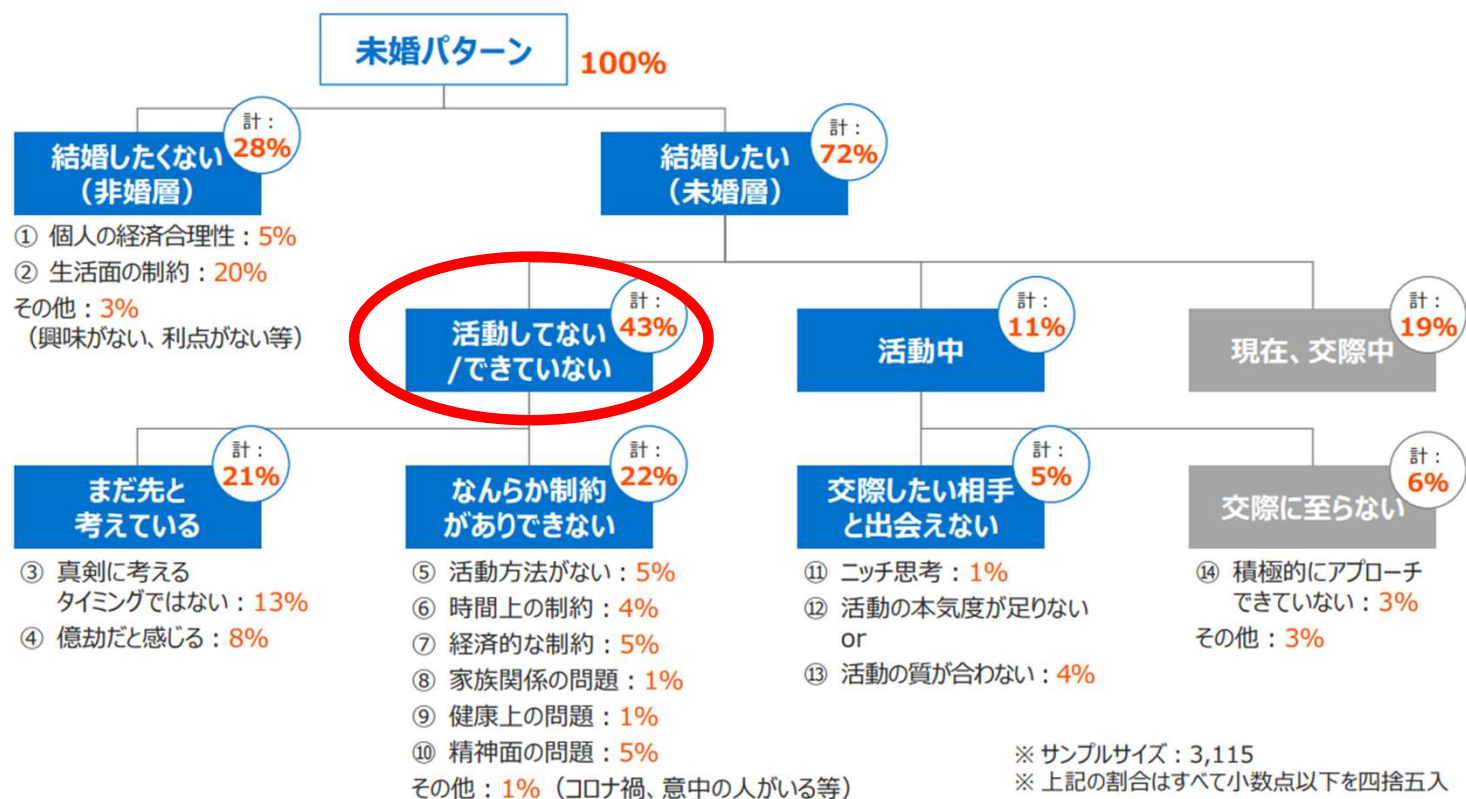 未婚パターン
100%
計：
28%
結婚したくない
（非婚層）
計：
72%
結婚したい
（未婚層）
① 個人の経済合理性：5%
② 生活面の制約：20%
その他：3%
（興味がない、利点がない等）
計：
43%
活動してない
/できていない
計：
11%
活動中
計：
19%
現在、交際中
計：
21%
まだ先と
考えている
計：
22%
なんらか制約
がありできない
計：
5%
交際したい相手
と出会えない
計：
6%
交際に至らない
③ 真剣に考える
タイミングではない：13%
④ 億劫だと感じる：8%
⑤ 活動方法がない：5%
⑥ 時間上の制約：4%
⑦ 経済的な制約：5%
⑧ 家族関係の問題：1%
⑨ 健康上の問題：1%
⑩ 精神面の問題：5%
その他：1%（コロナ禍、意中の人がいる等）
⑪ ニッチ思考：1%
⑫ 活動の本気度が足りない
or
⑬ 活動の質が合わない：4%
⑭ 積極的にアプローチ
できていない：3%
その他：3%
※ サンプルサイズ：3,115
※ 上記の割合はすべて小数点以下を四捨五入